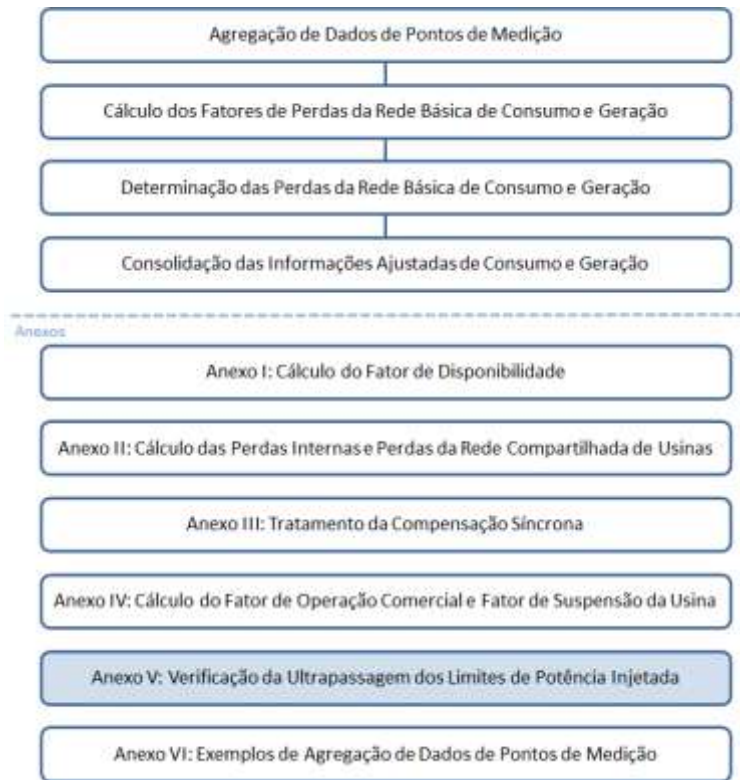 Agregação de Dados de Pontos de Medição
Cálculo dos Fatores de Perdas da Rede Básica de Consumo e Geração
Determinação das Perdas da Rede Básica de Consumo e Geração
Consolidação das Informações Ajustadas de Consumo e Geração
Anexos
Anexo I: Cálculo do Fator de Disponibilidade
Anexo II: Cálculo das Perdas Internas e Perdas da Rede Compartilhada de Usinas
Anexo III: Tratamento da Compensação Síncrona
Anexo IV: Cálculo do Fator de Operação Comercial e Fator de Suspensão da Usina
Anexo V: Verificação da Ultrapassagem dos Limites de Potência Injetada
Anexo VI: Exemplos de Agregação de Dados de Pontos de Medição